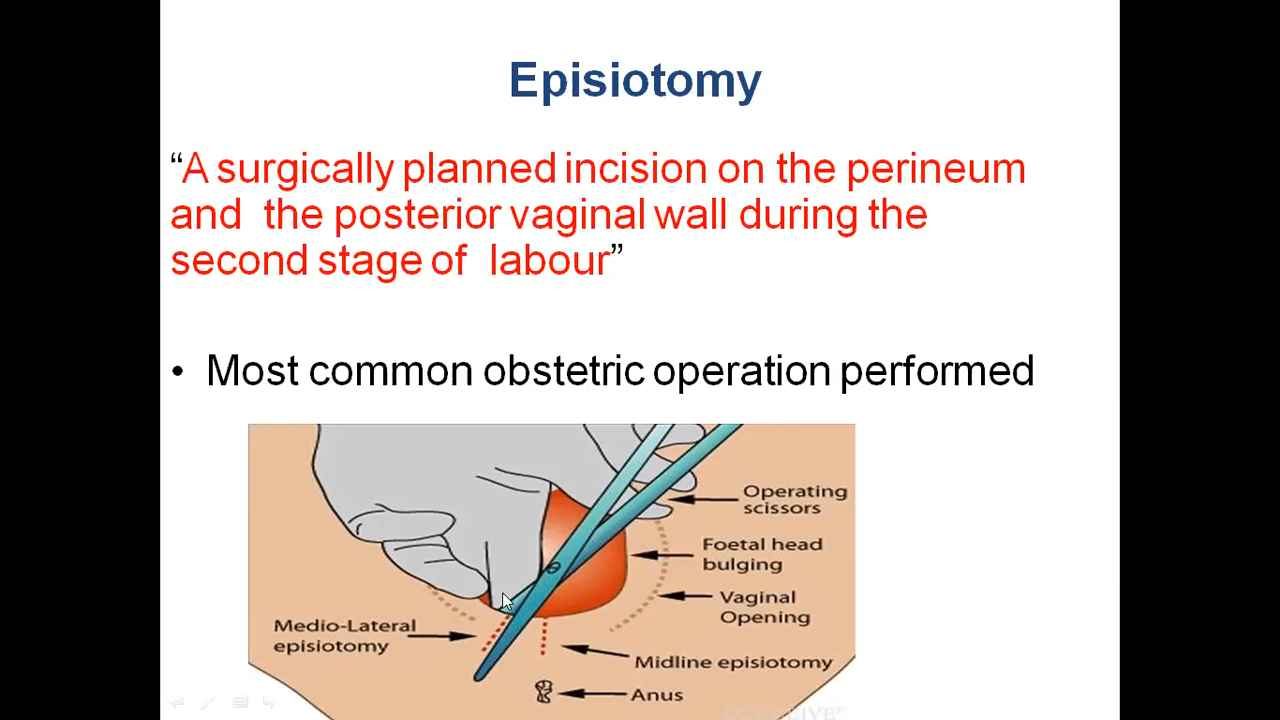 Episiotomy
“A surgically planned incision on the perineum
and the posterior vaginal wall during the
second stage of labour”
• Most common obstetric operation performed
Operating
scissors
Foetal head
bulging
Vaginal
Opening
Medio-Lateral
episiotomy
Midline episiotomy
Anus